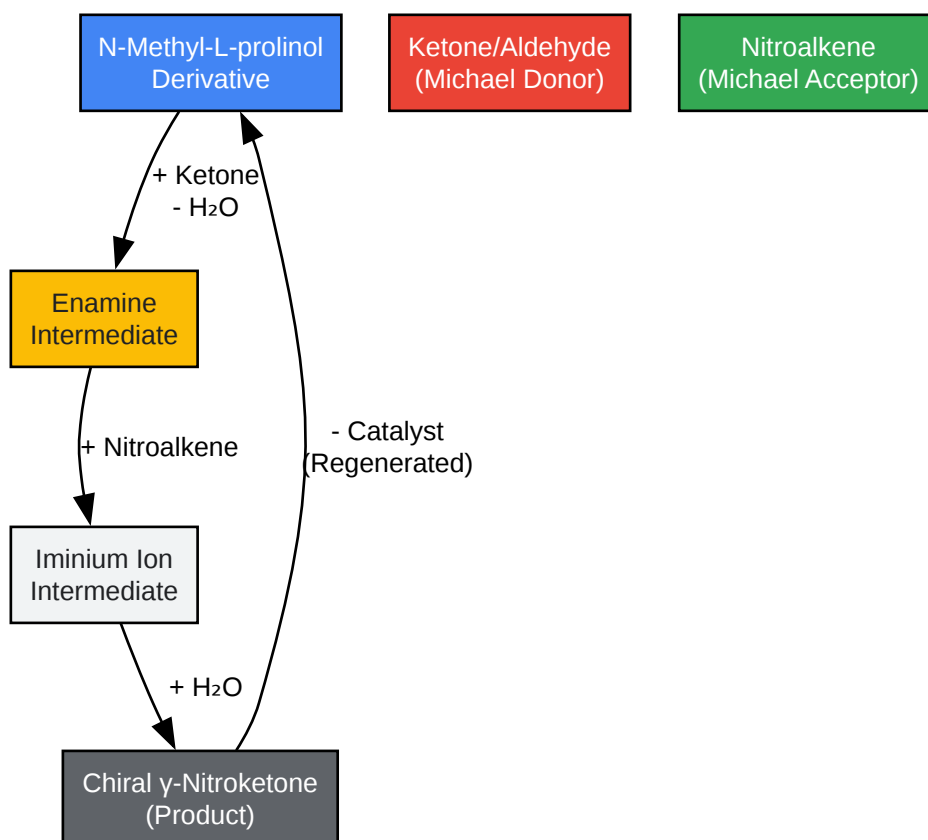 N-Methyl-L-prolinol
Derivative
Ketone/Aldehyde
(Michael Donor)
Nitroalkene
(Michael Acceptor)
+ Ketone
- H₂O
Enamine
Intermediate
+ Nitroalkene
- Catalyst
(Regenerated)
Iminium Ion
Intermediate
+ H₂O
Chiral γ-Nitroketone
(Product)